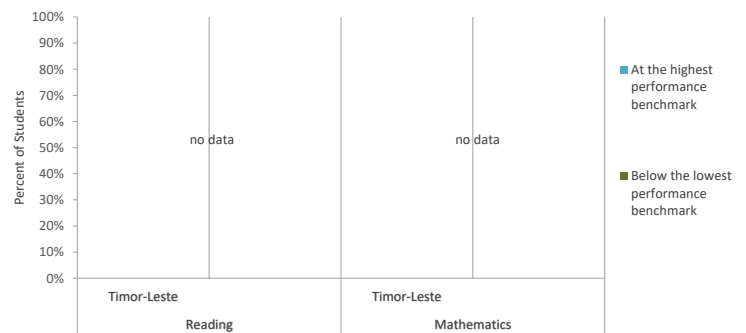 100%
90%
80%
70%
60%
50%
40%
30%
20%
10%
0%
Percent of Students
no data
no data
Timor-Leste
Timor-Leste
Reading
Mathematics
At the highest
performance
benchmark
Below the lowest
performance
benchmark